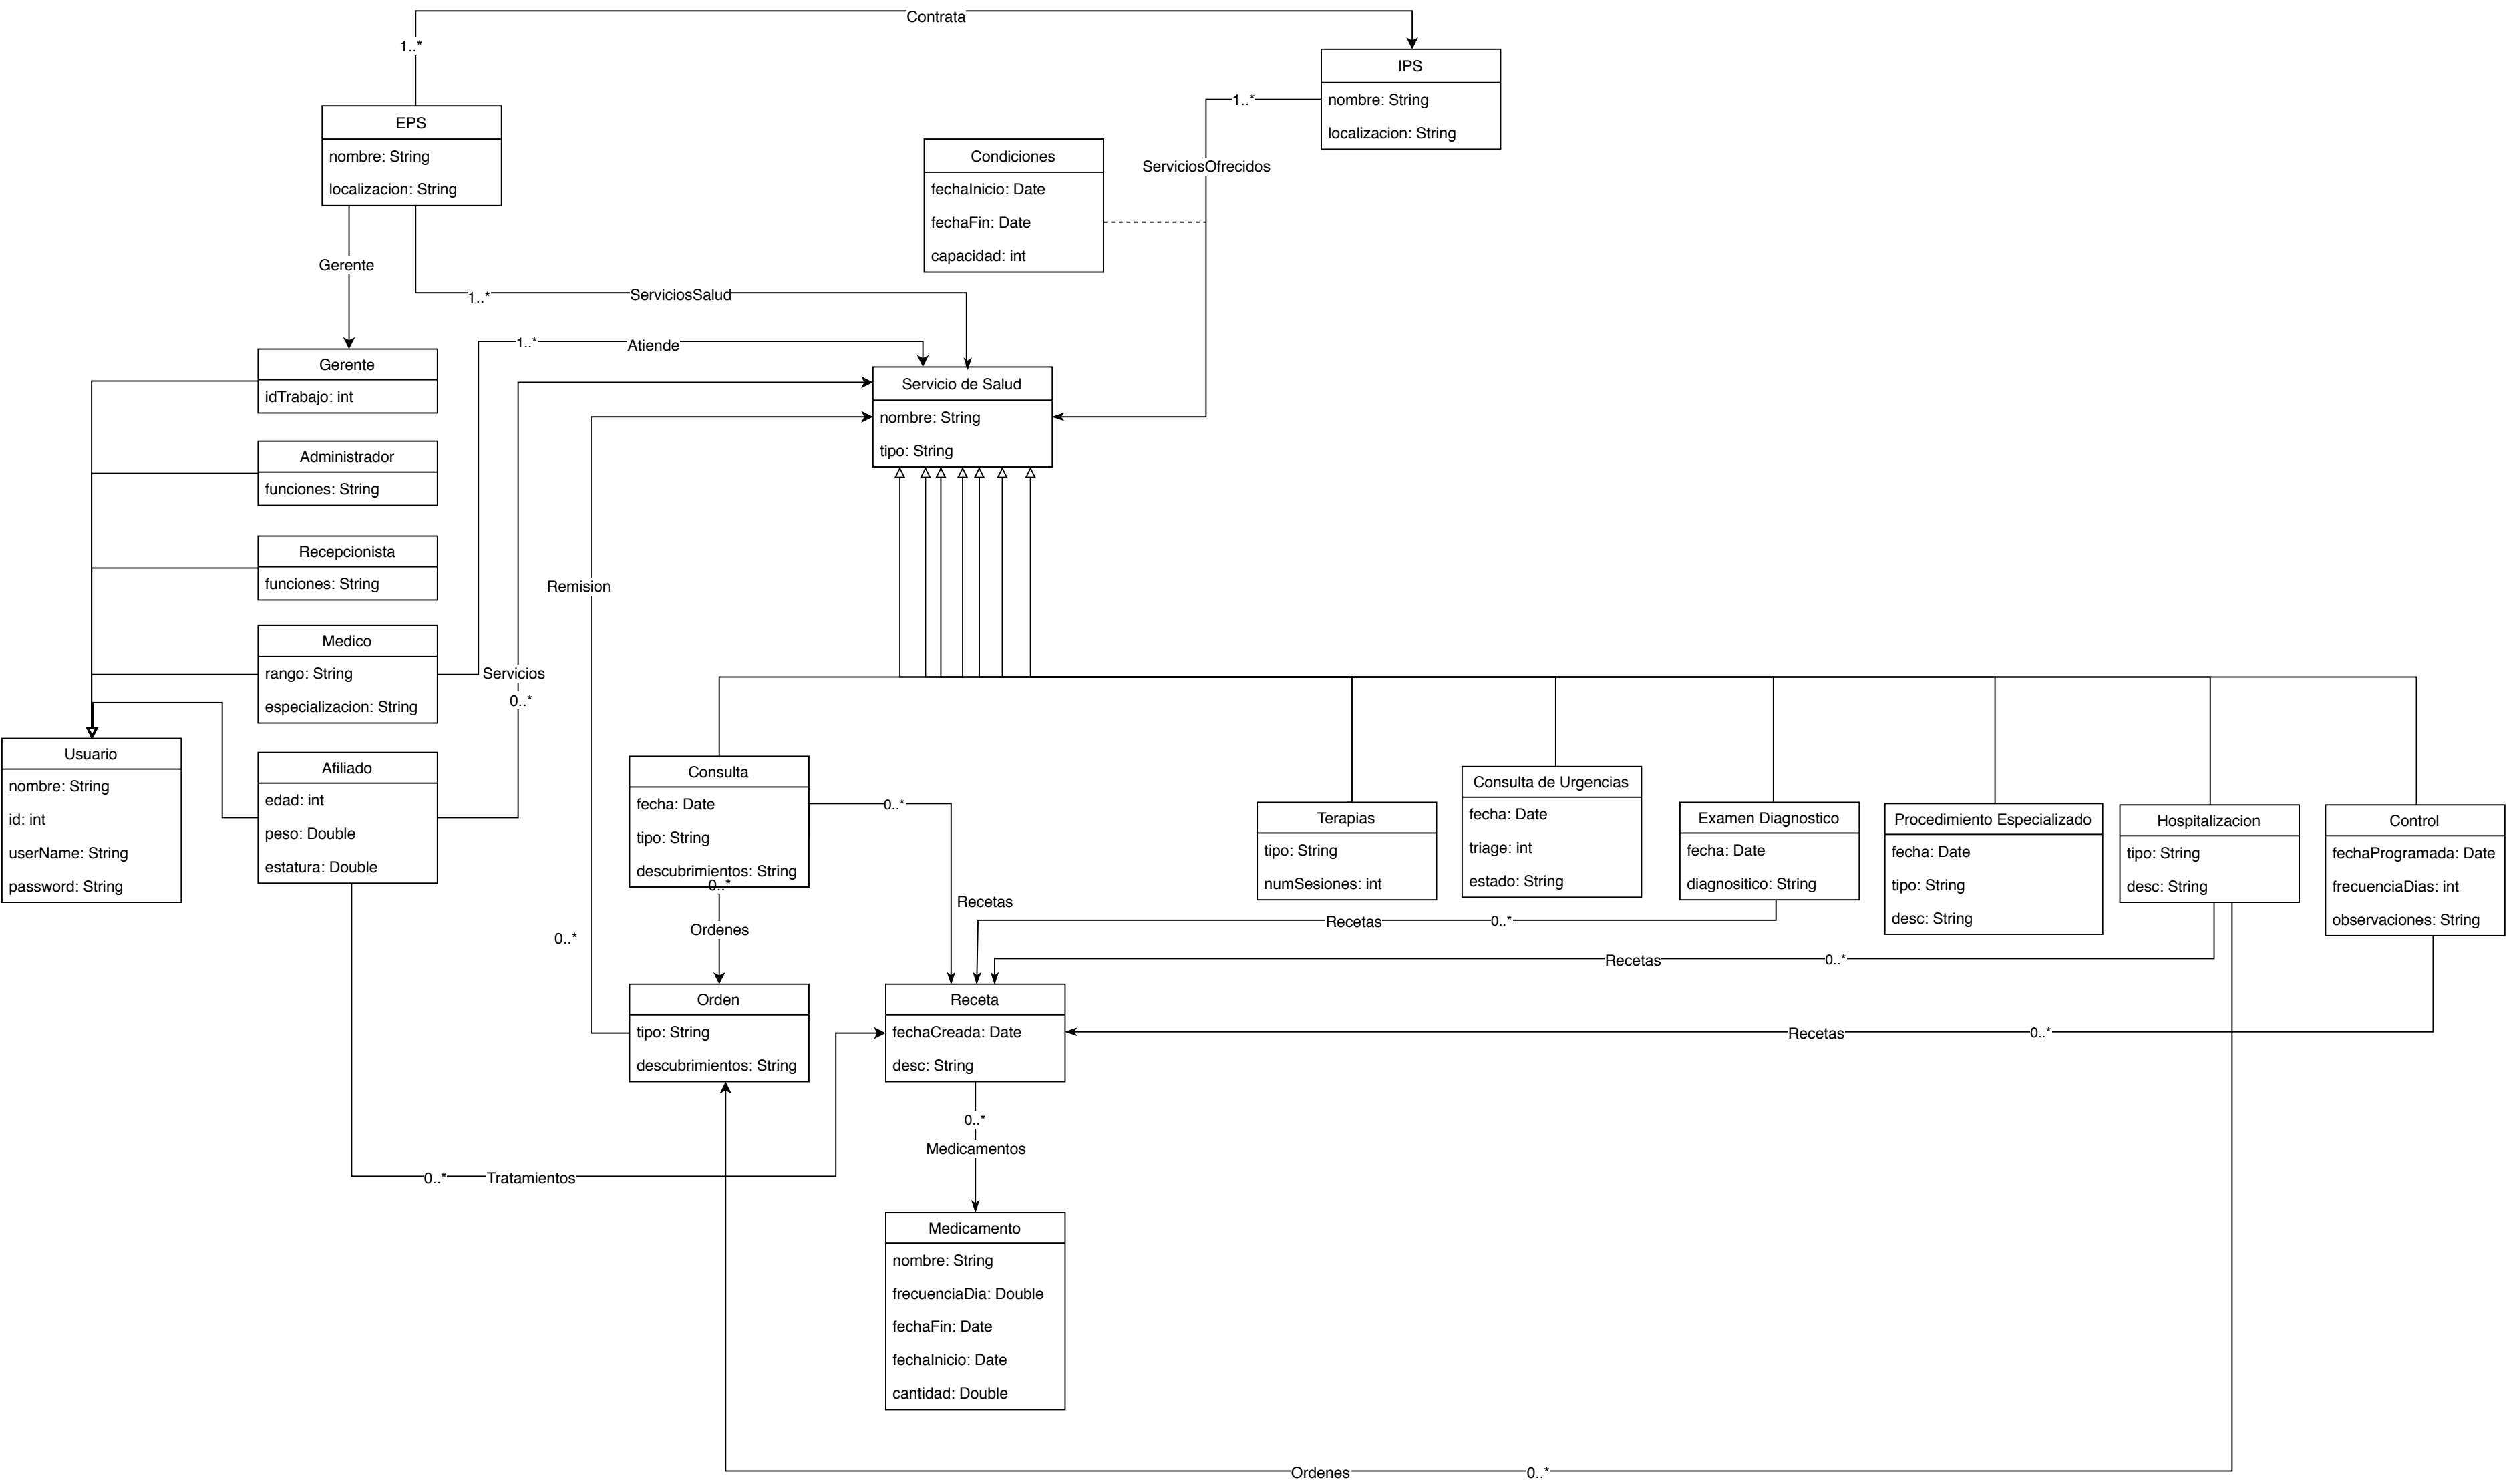 Contrata
1..*
IPS
nombre: String
localizacion: String
1..*
ServiciosOfrecidos
EPS
nombre: String
localizacion: String
Condiciones
fechaInicio: Date
fechaFin: Date
capacidad: int
Gerente
1..*
ServiciosSalud
1..*
Atiende
Gerente
idTrabajo: int
Servicio de Salud
nombre: String
tipo: String
Administrador
funciones: String
Recepcionista
funciones: String
Remision
Medico
rango: String
especializacion: String
Servicios
0..*
Usuario
nombre: String
id: int
userName: String
password: String
Afiliado
edad: int
peso: Double
estatura: Double
Consulta
fecha: Date
tipo: String
descubrimientos: String
0..*
Ordenes
0..*
0..*
Recetas
Terapias
tipo: String
numSesiones: int
Consulta de Urgencias
fecha: Date
triage: int
estado: String
Examen Diagnostico
fecha: Date
diagnositico: String
Procedimiento Especializado
fecha: Date
tipo: String
desc: String
Hospitalizacion
tipo: String
desc: String
Control
fechaProgramada: Date
frecuenciaDias: int
observaciones: String
Recetas
0..*
Recetas
0..*
Recetas
0..*
Orden
tipo: String
descubrimientos: String
Receta
fechaCreada: Date
desc: String
0..*
Medicamentos
0..*
Tratamientos
Medicamento
nombre: String
frecuenciaDia: Double
fechaFin: Date
fechaInicio: Date
cantidad: Double
Ordenes
0..*